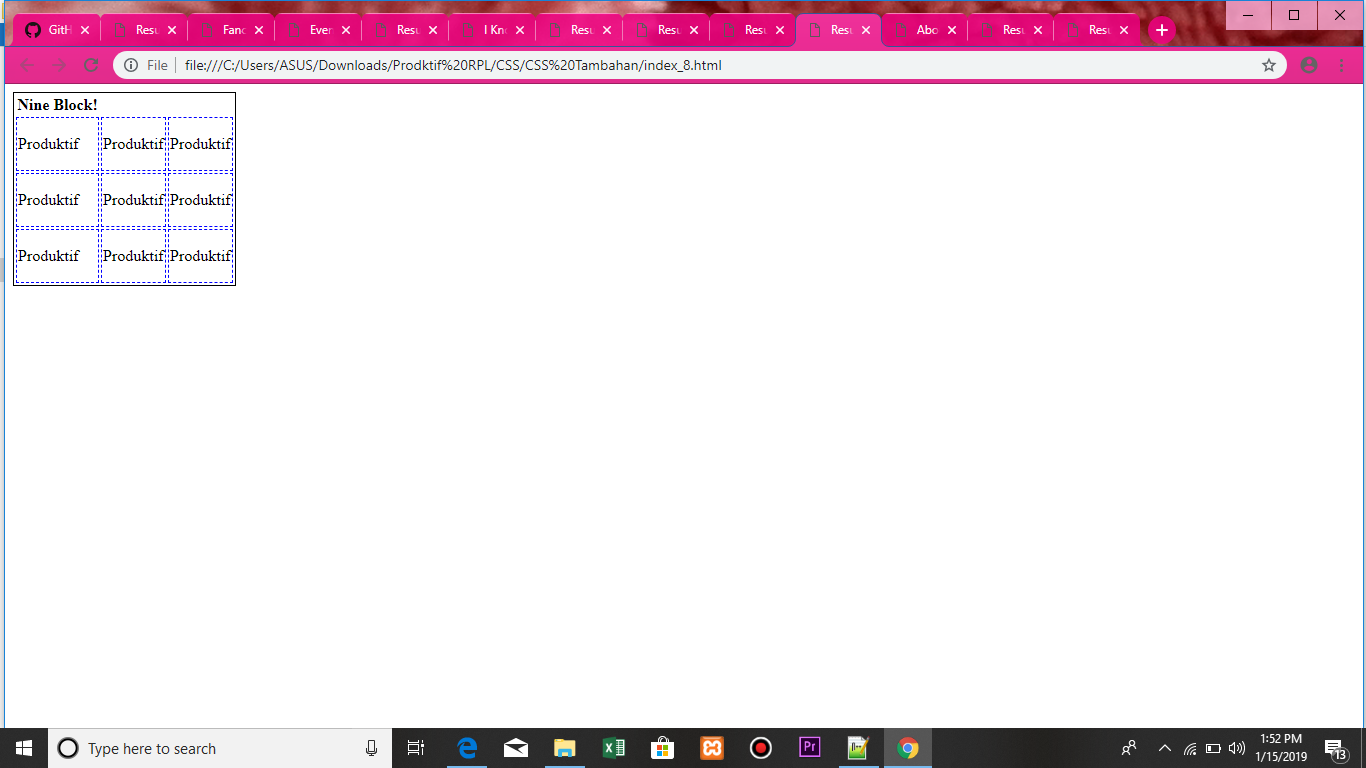 GitH Resu Fanc Ever Resu I Kno Resu Resu Resu Resu Abo Resu Resu
File file:///C:/Users/ASUS/Downloads/Prodktif%20RPL/CSS/CSS%20Tambahan/index_8.html
Nine Block!
Produktif Produktif Produktif
Produktif Produktif Produktif
Produktif Produktif Produktif
Type here to search
Pr
1:52 PM
1/15/2019
13